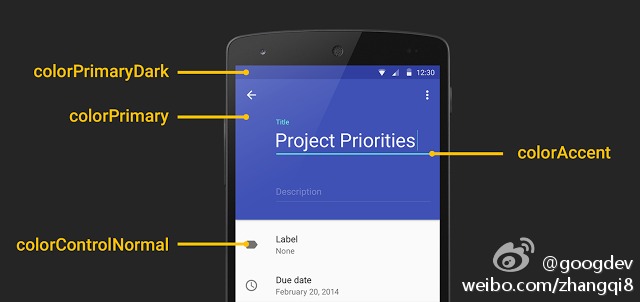 colorPrimaryDark
12:30
colorPrimary
Title
Project Priorities
colorAccent
Description
colorControlNormal
Label
None
Due date
February 20, 2014
@googdev
weibo.com/zhangqi8